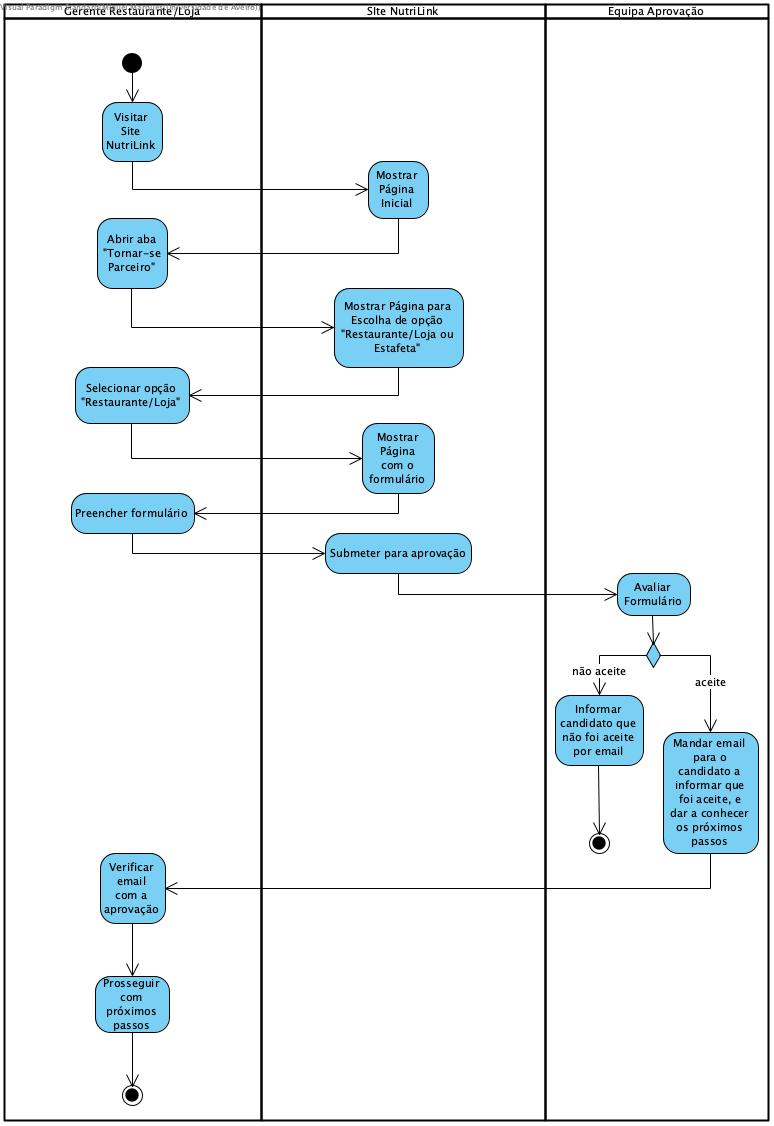 Gerente Restaurante/Loja
SIte NutriLink
Equipa Aprovação
Visitar
Site
NutriLink
Mostrar
Página
Inicial
Abrir aba
"Tornar-se
Parceiro"
Mostrar Página para
Escolha de opção
"Restaurante/Loja ou
Estafeta"
Selecionar opção
"Restaurante/Loja"
Mostrar
Página
com o
formulário
Preencher formulário
Submeter para aprovação
Avaliar
Formulário
não aceite
aceite
Informar
candidato que
não foi aceite
por email
Mandar email
para o
candidato a
informar que
foi aceite, e
dar a conhecer
os próximos
passos
Verificar
email
com a
aprovação
Prosseguir
com
próximos
passos